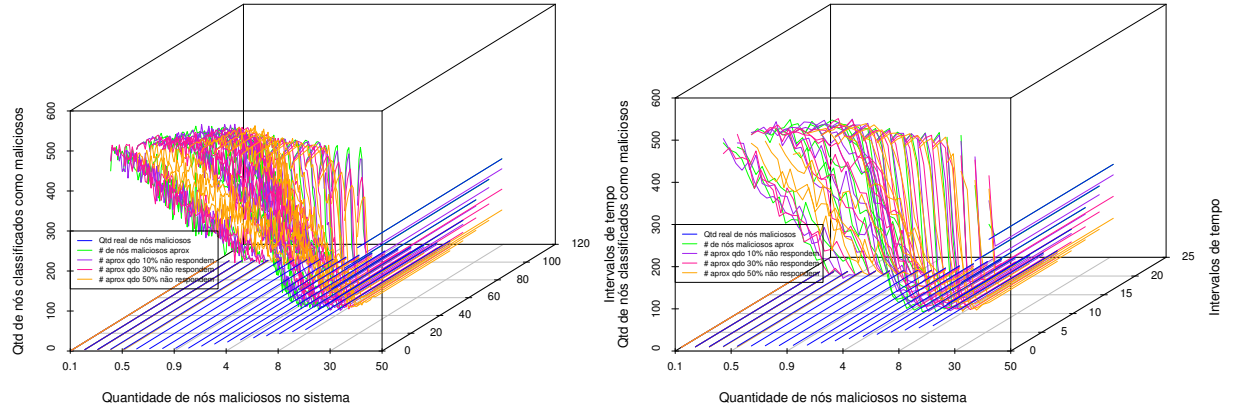 Qtd de nós classificados como maliciosos
600
500
400
300
200
100
0
Qtd real de nós maliciosos
# de nós maliciosos aprox
# aprox qdo 10% não respondem
# aprox qdo 30% não respondem
# aprox qdo 50% não respondem
0.1 0.5 0.9 4 8 30 50
Quantidade de nós maliciosos no sistema
0
20
40
60
80
100
120
Intervalos de tempo
Qtd de nós classificados como maliciosos
600
500
400
300
200
100
0
Qtd real de nós maliciosos
# de nós maliciosos aprox
# aprox qdo 10% não respondem
# aprox qdo 30% não respondem
# aprox qdo 50% não respondem
0.1 0.5 0.9 4 8 30 50
Quantidade de nós maliciosos no sistema
0
5
10
15
20
25
Intervalos de tempo